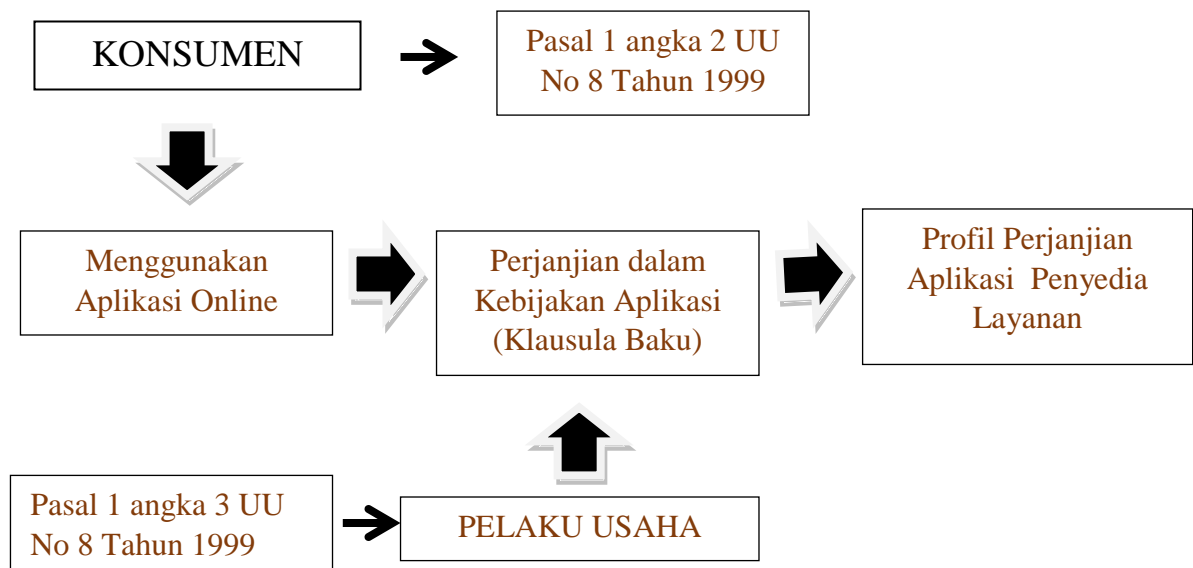 KONSUMEN
Pasal 1 angka 2 UU
No 8 Tahun 1999
Menggunakan
Aplikasi Online
Perjanjian dalam
Kebijakan Aplikasi
(Klausula Baku)
Profil Perjanjian
Aplikasi Penyedia
Layanan
Pasal 1 angka 3 UU
No 8 Tahun 1999
PELAKU USAHA